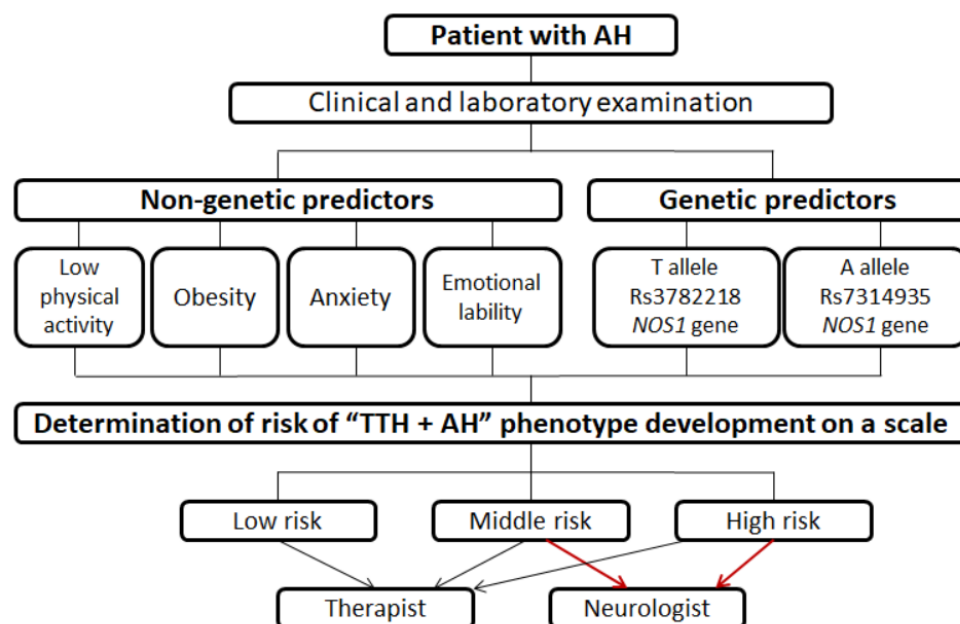 Patient with AH
Clinical and laboratory examination
Non-genetic predictors
Genetic predictors
Low
physical
activity
Obesity
Anxiety
Emotional
lability
T allele
Rs3782218
NOS1 gene
A allele
Rs7314935
NOS1 gene
Determination of risk of “TTH + AH” phenotype development on a scale
Low risk
Middle risk
High risk
Therapist
Neurologist